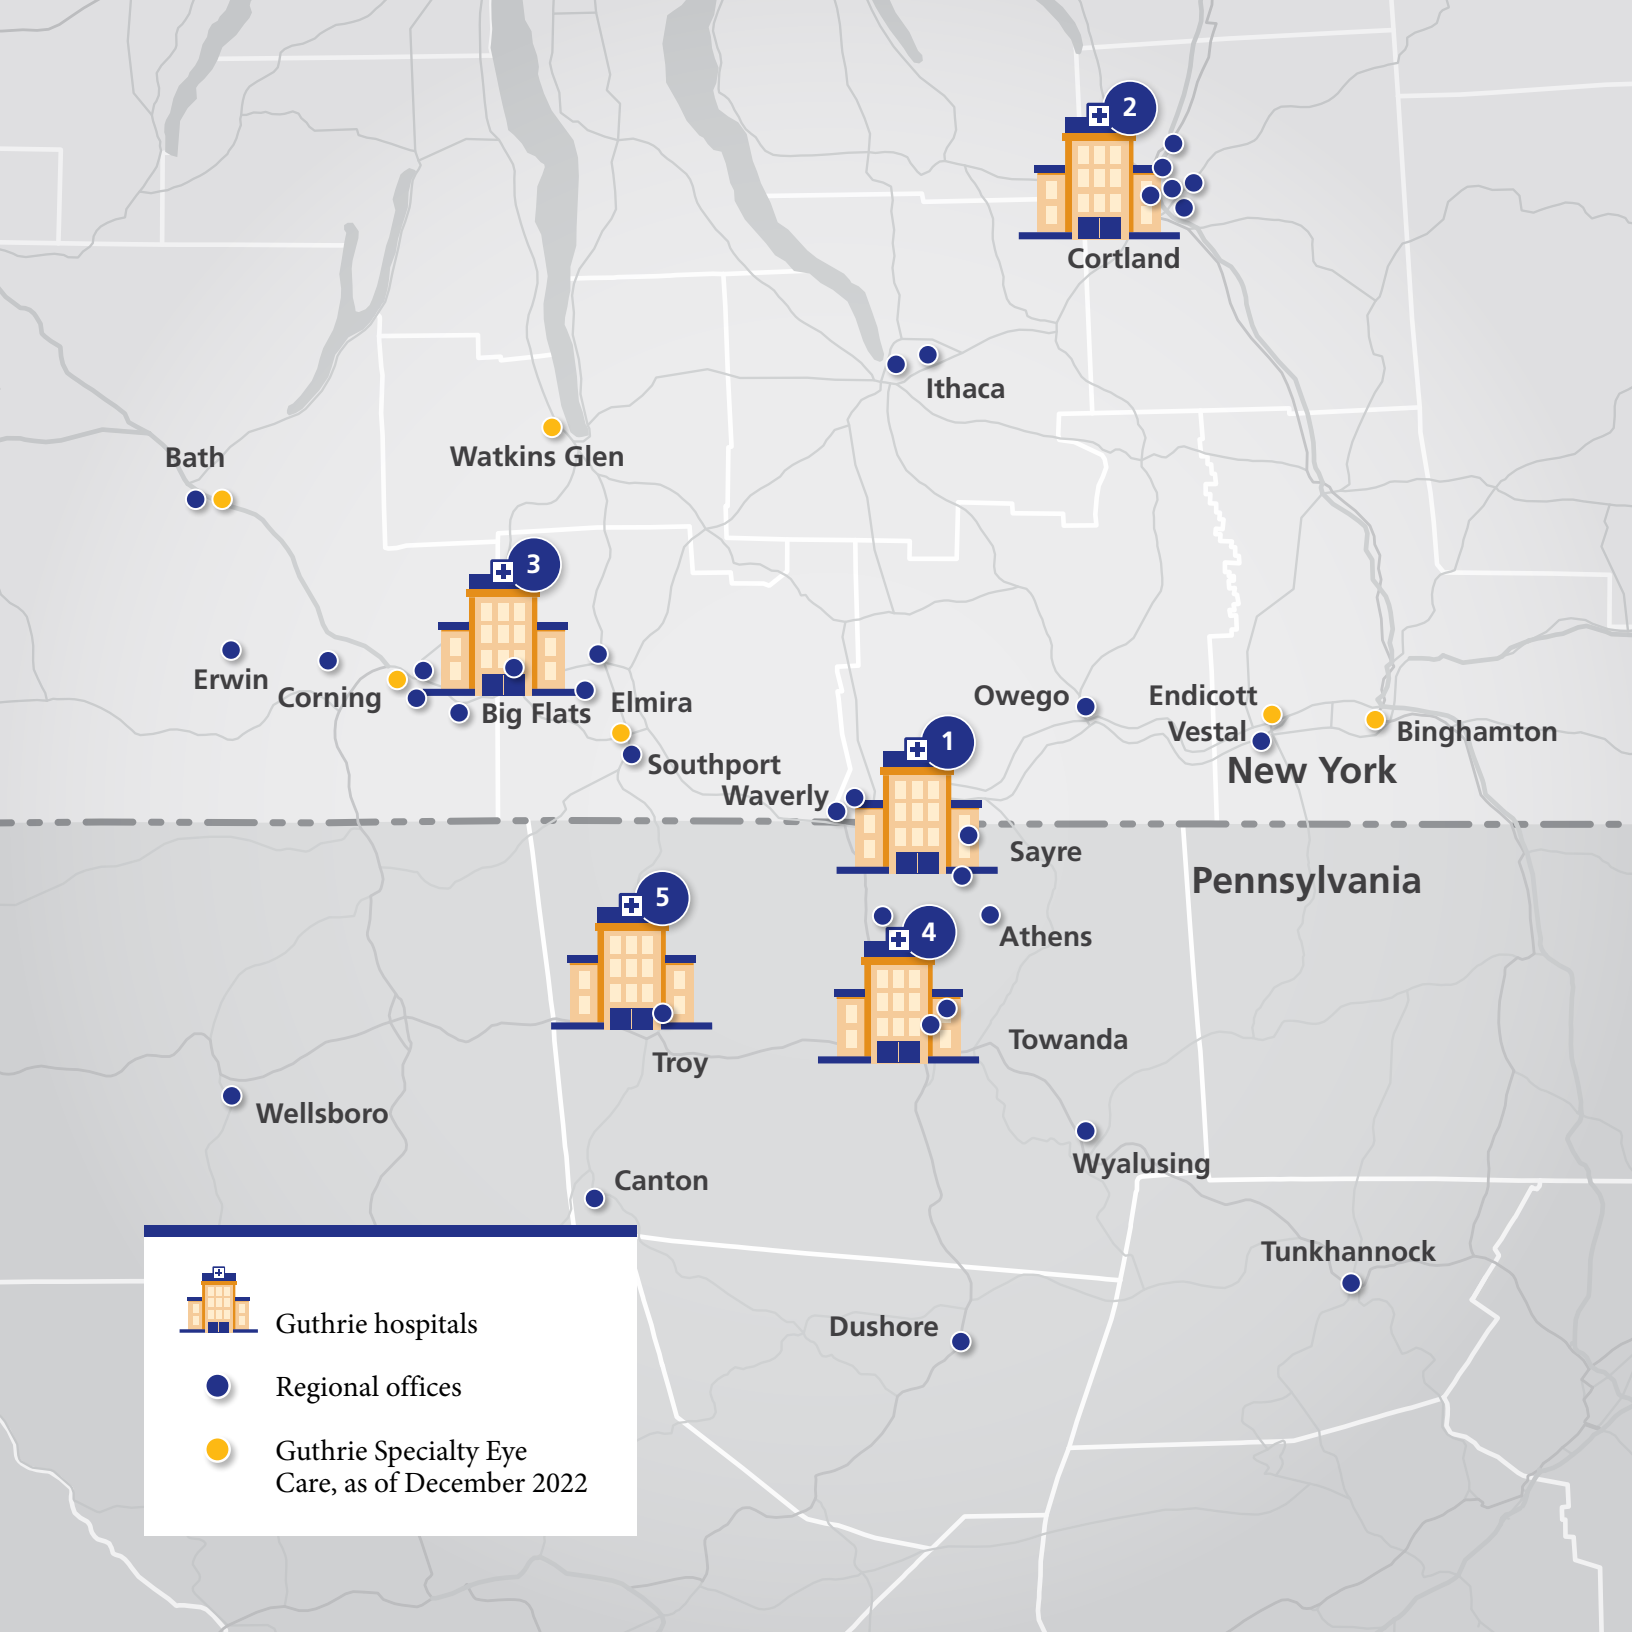 2
Cortland
Ithaca
Bath
Watkins Glen
3
Erwin
Corning
Big Flats
Elmira
Southport
Waverly
Owego
Endicott
Vestal
Binghamton
New York
1
Sayre
Pennsylvania
5
4
Athens
Troy
Towanda
Wellsboro
Wyalusing
Canton
Tunkhannock
Dushore
Guthrie hospitals
Regional offices
Guthrie Specialty Eye
Care, as of December 2022